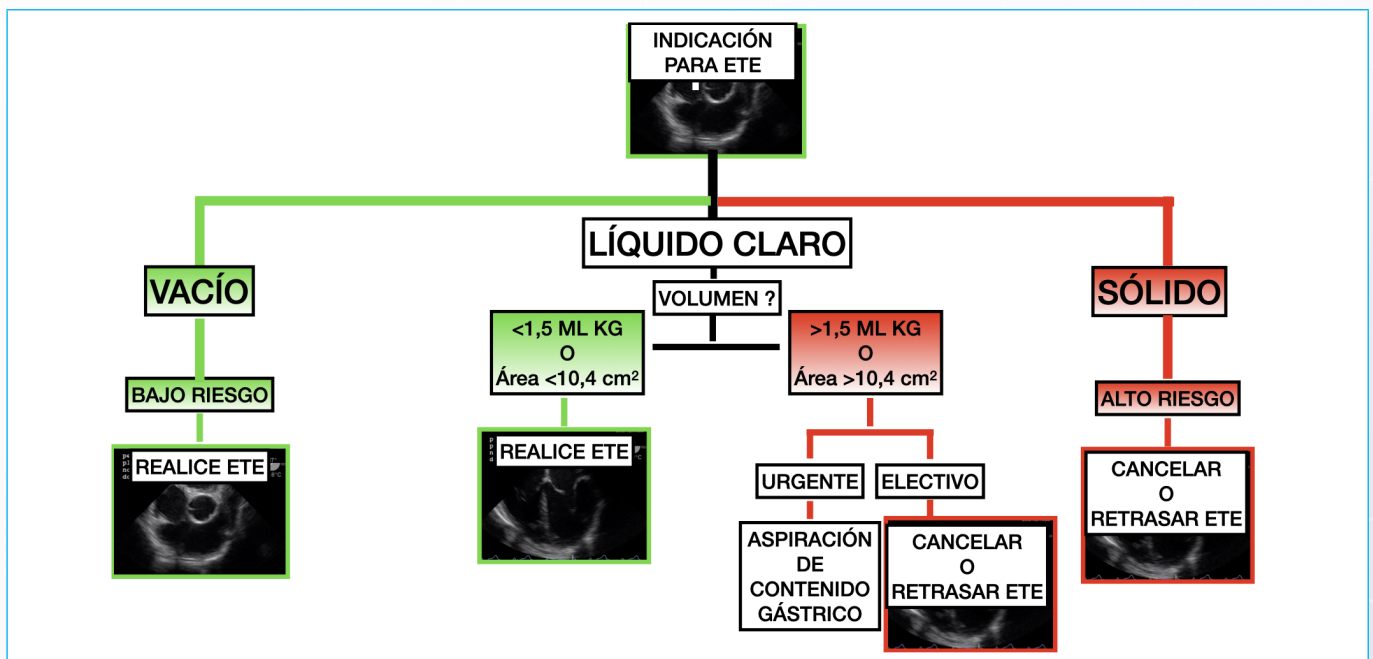 INDICACIÓN
PARA ETE
LÍQUIDO CLARO
VACÍO
SÓLIDO
VOLUMEN ?
<1,5 ML KG
O
Área <10,4 cm²
>1,5 ML KG
O
Área >10,4 cm²
BAJO RIESGO
ALTO RIESGO
REALICE ETE
REALICE ETE
URGENTE
ELECTIVO
CANCELAR
O
RETRASAR ETE
ASPIRACIÓN
DE
CONTENIDO
GÁSTRICO
CANCELAR
O
RETRASAR ETE